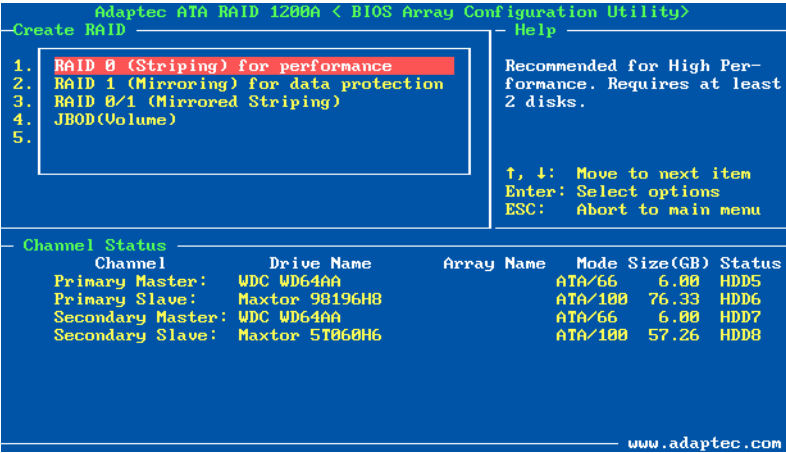 Adaptec ATA RAID 1200A < BIOS Array Configuration Utility>
Create RAID
1. RAID 0 (Striping) for performance
2. RAID 1 (Mirroring) for data protection
3. RAID 0/1 (Mirrored Striping)
4. JBOD(Volume)
5.
Help
Recommended for High Per-
formance. Requires at least
2 disks.
↑, ↓: Move to next item
Enter: Select options
ESC: Abort to main menu
Channel Status
Channel Drive Name Array Name Mode Size(GB) Status
Primary Master: WDC WD64AA ATA/66 6.00 HDD5
Primary Slave: Maxtor 98196H8 ATA/100 76.33 HDD6
Secondary Master: WDC WD64AA ATA/66 6.00 HDD7
Secondary Slave: Maxtor 5T060H6 ATA/100 57.26 HDD8
www.adaptec.com